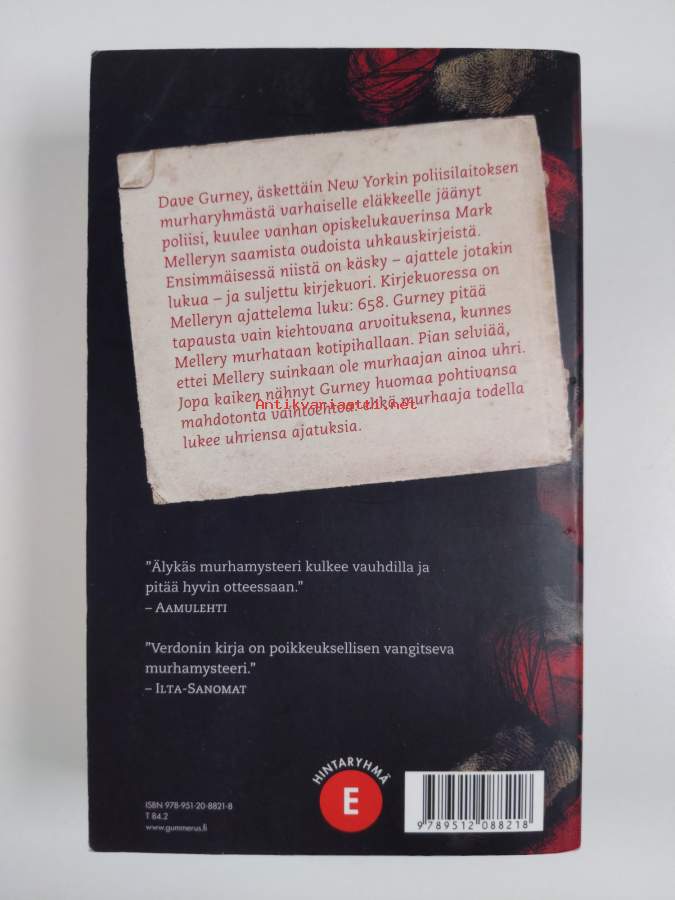 Dave Gurney, äskettäin New Yorkin poliisilaitoksen
murharyhmästä varhaiselle eläkkeelle jäänyt
poliisi, kuulee vanhan opiskelukaverinsa Mark
Melleryn saamista oudoista uhkauskirjeistä.
Ensimmäisessä niistä on käsky – ajattele jotakin
lukua – ja suljettu kirjekuori. Kirjekuoressa on
Melleryn ajattelema luku: 658. Gurney pitää
tapausta vain kiehtovana arvoituksena, kunnes
Mellery murhataan kotipihallaan. Pian selviää,
ettei Mellery suinkaan ole murhaajan ainoa uhri.
Jopa kaiken nähnyt Gurney huomaa pohtivansa
Antikvariaattini.net
mahdotonta vaihtoehtoa: ehkä murhaaja todella
lukee uhriensa ajatuksia.
”Älykäs murhamysteeri kulkee vauhdilla ja
pitää hyvin otteessaan.”
– Aamulehti
”Verdonin kirja on poikkeuksellisen vangitseva
murhamysteeri.”
– Ilta-Sanomat
HINTARYHMÄ
E
ISBN 978-951-20-8821-8
T 84.2
www.gummerus.fi
9 789512 088218